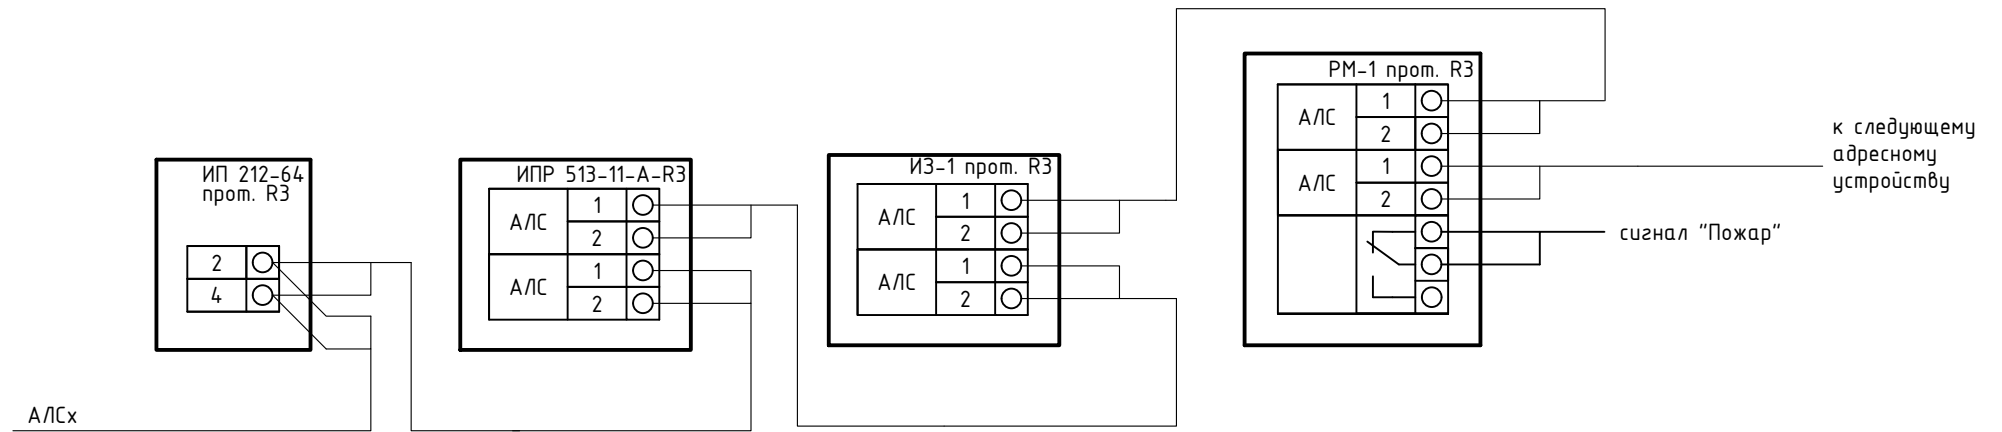 ИП 212-64
прот. R3
2
4
АЛСх
ИПР 513-11-А-R3
АЛС
1
2
АЛС
1
2
ИЗ-1 прот. R3
АЛС
1
2
АЛС
1
2
РМ-1 прот. R3
АЛС
1
2
АЛС
1
2
к следующему
адресному
устройству
сигнал "Пожар"